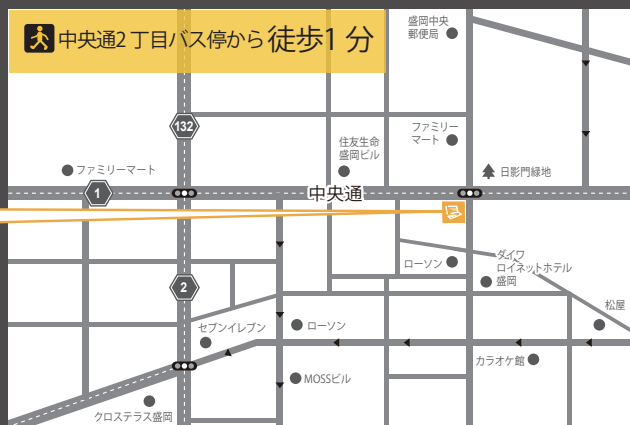 中央通2丁目バス停から徒歩1分
盛岡中央
郵便局
132
住友生命
盛岡ビル
ファミリー
マート
ファミリーマート
日影門緑地
1
中央通
ローソン
ダイワ
ロイネットホテル
盛岡
2
松屋
セブンイレブン
ローソン
カラオケ館
MOSSビル
クロステラス盛岡